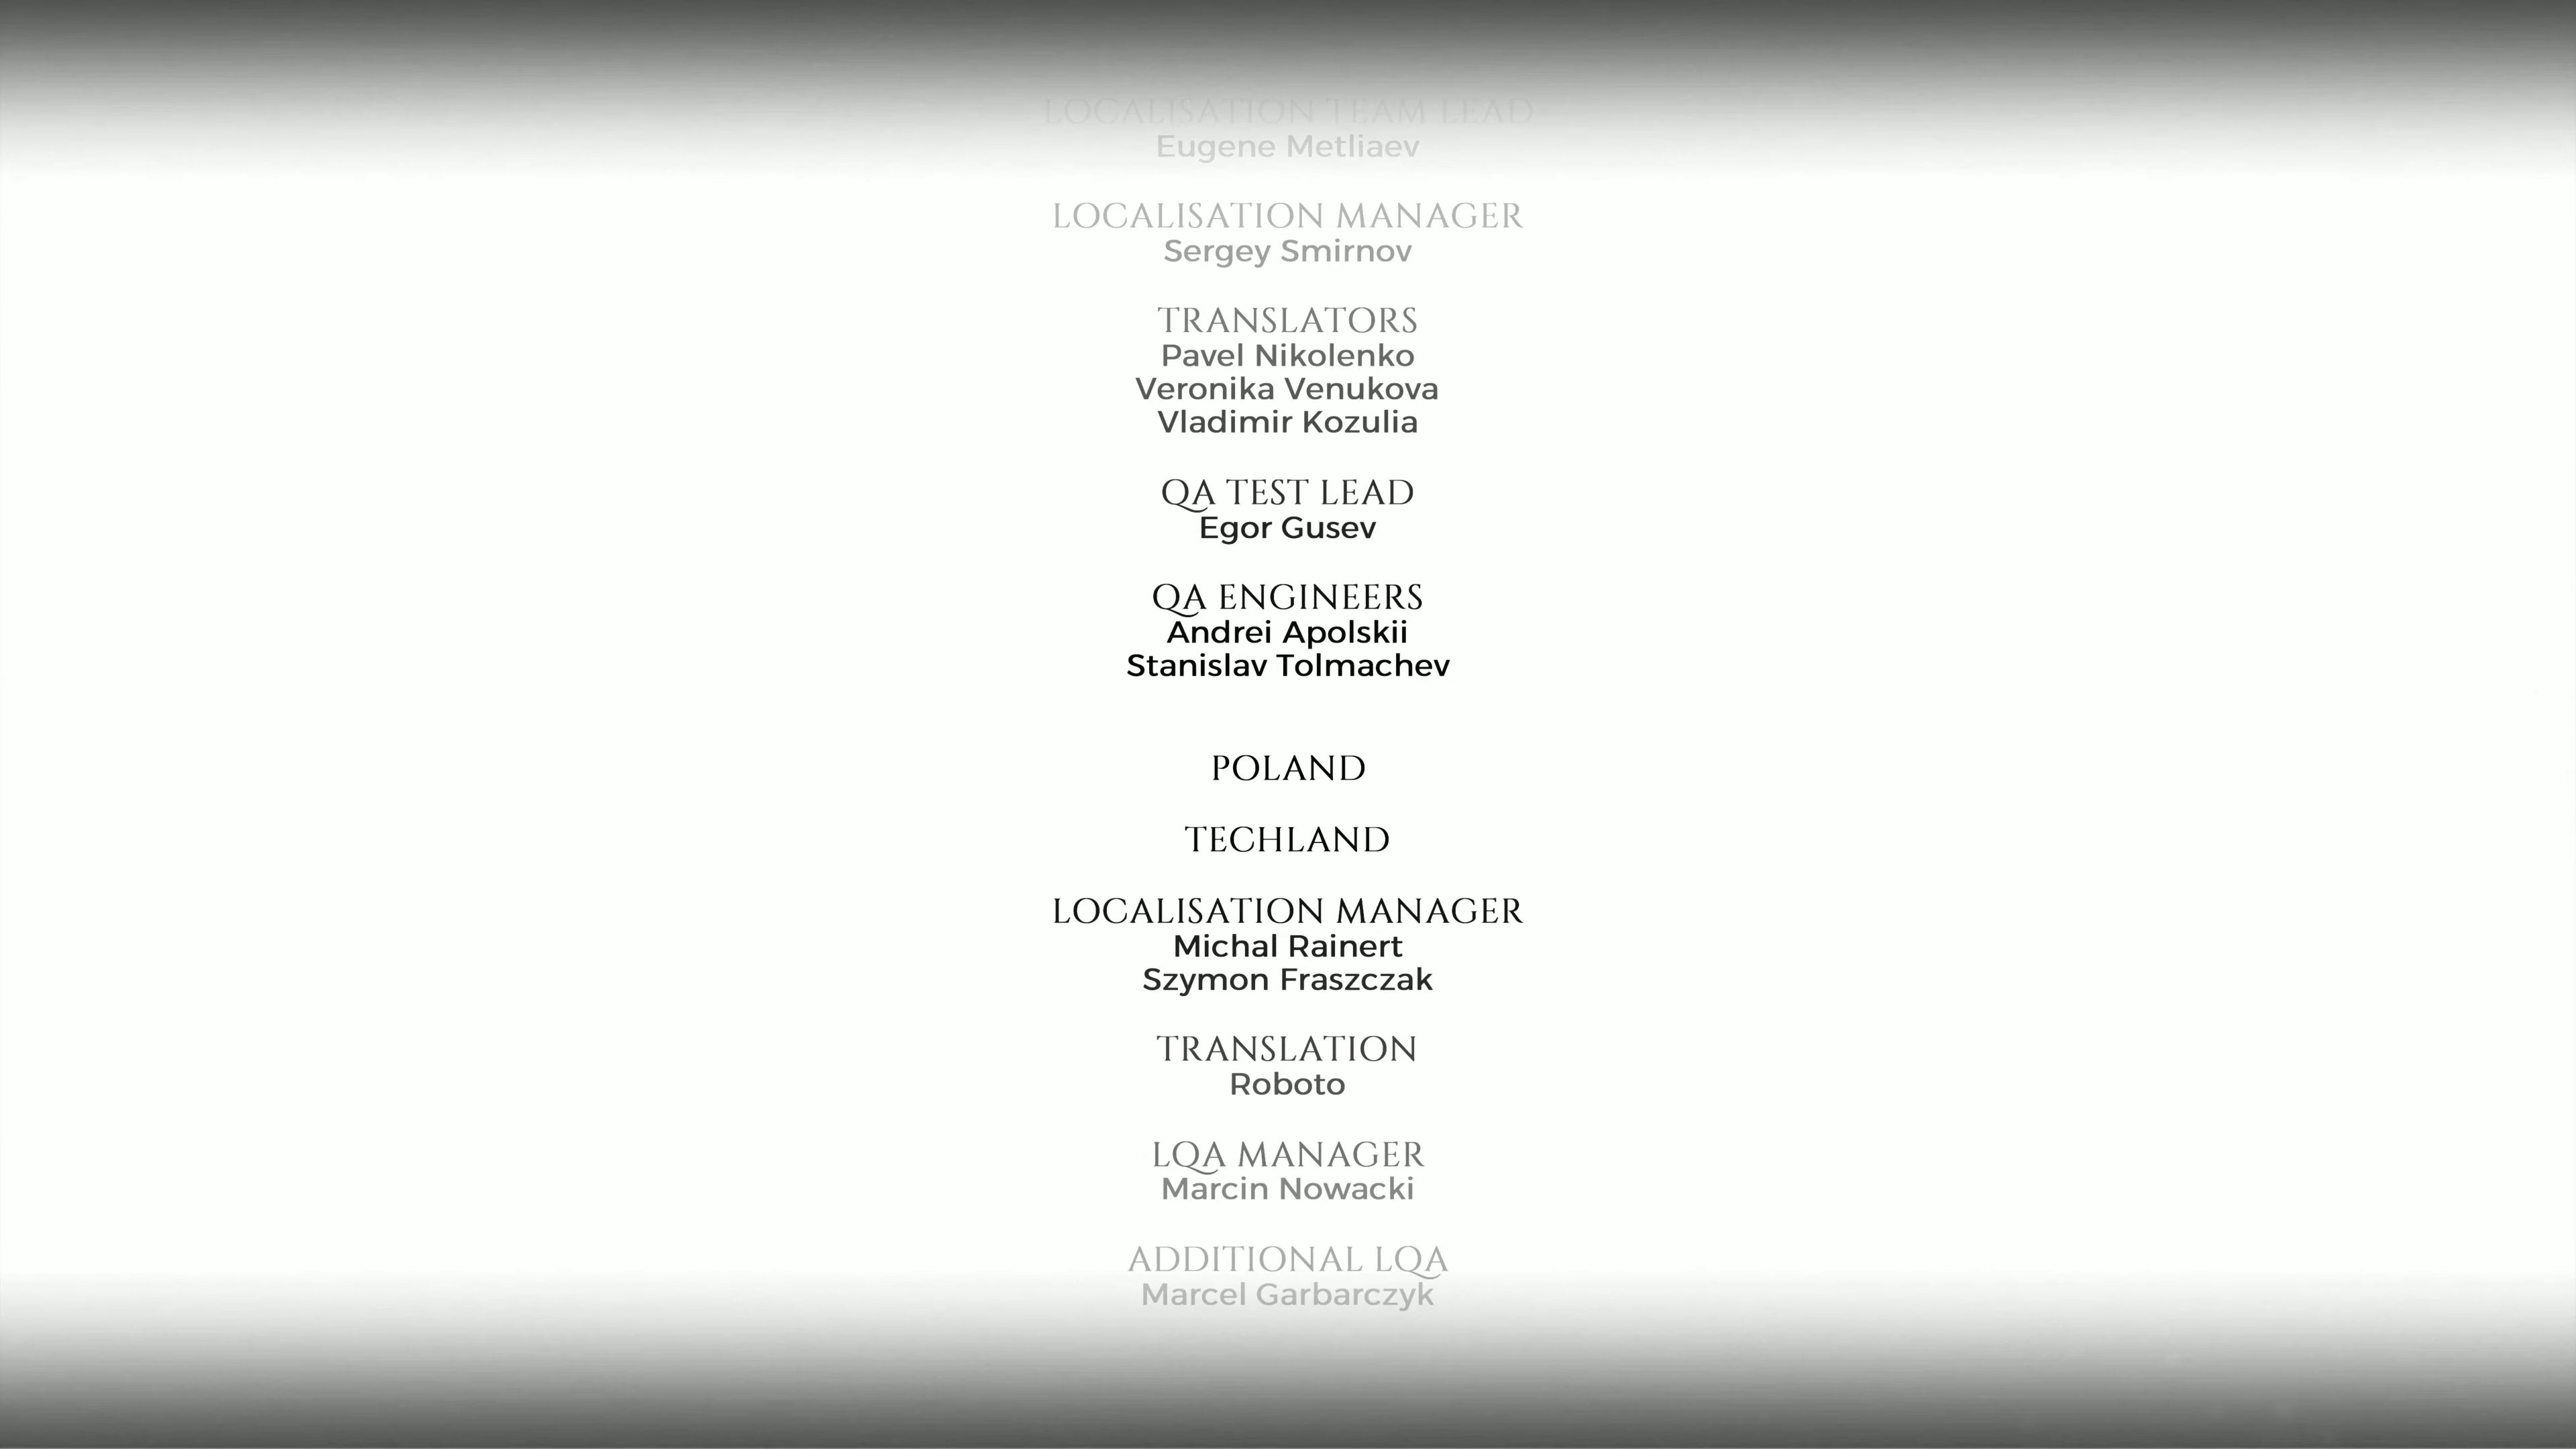 LOCALISATION TEAM LEAD
Eugene Metliaev
LOCALISATION MANAGER
Sergey Smirnov
TRANSLATORS
Pavel Nikolenko
Veronika Venukova
Vladimir Kozulia
QA TEST LEAD
Egor Gusev
QA ENGINEERS
Andrei Apolskii
Stanislav Tolmachev
POLAND
TECHLAND
LOCALISATION MANAGER
Michal Rainert
Szymon Fraszczak
TRANSLATION
Roboto
LQA MANAGER
Marcin Nowacki
ADDITIONAL LQA
Marcel Garbarczyk